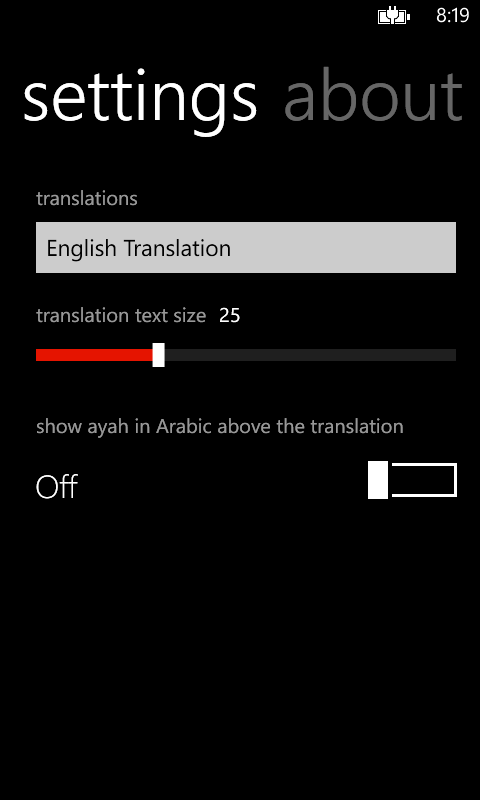 8:19
settings about
translations
English Translation
translation text size 25
show ayah in Arabic above the translation
Off